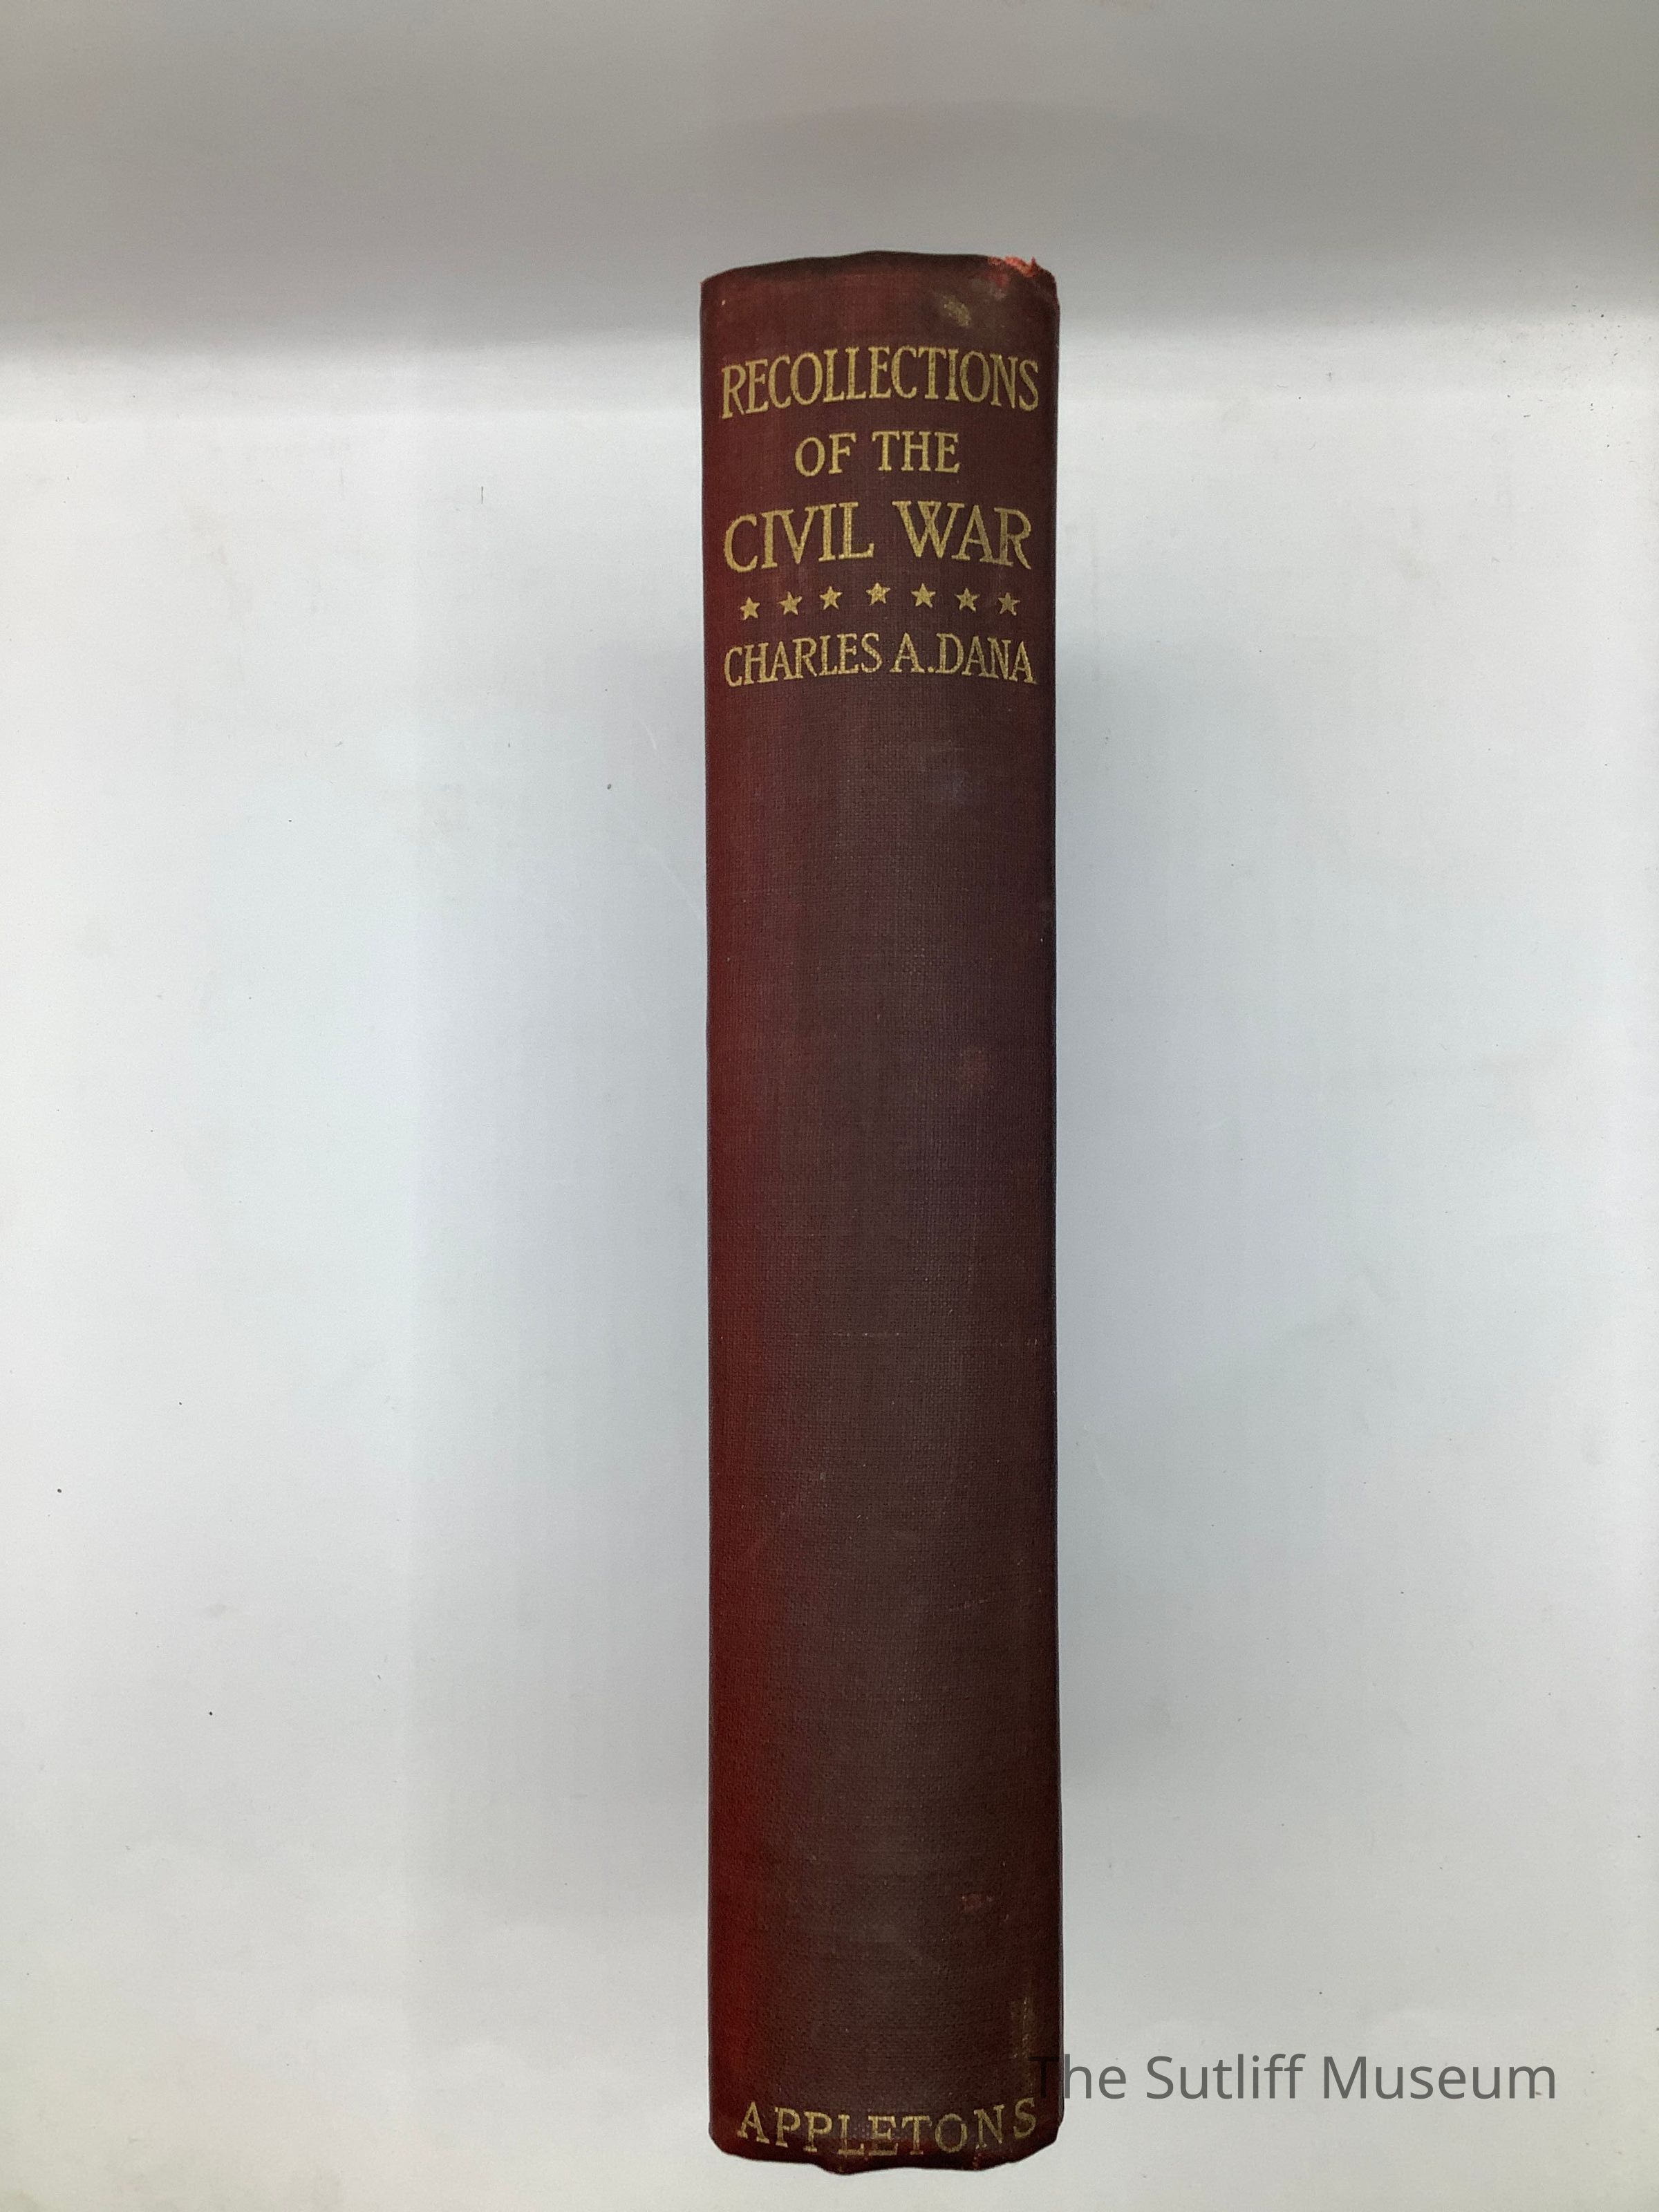 RECOLLECTIONS
OF THE
CIVIL WAR
★ ★ ★ ★ ★ ★ ★
CHARLES A. DANA
The Sutliff Museum
APPLETONS